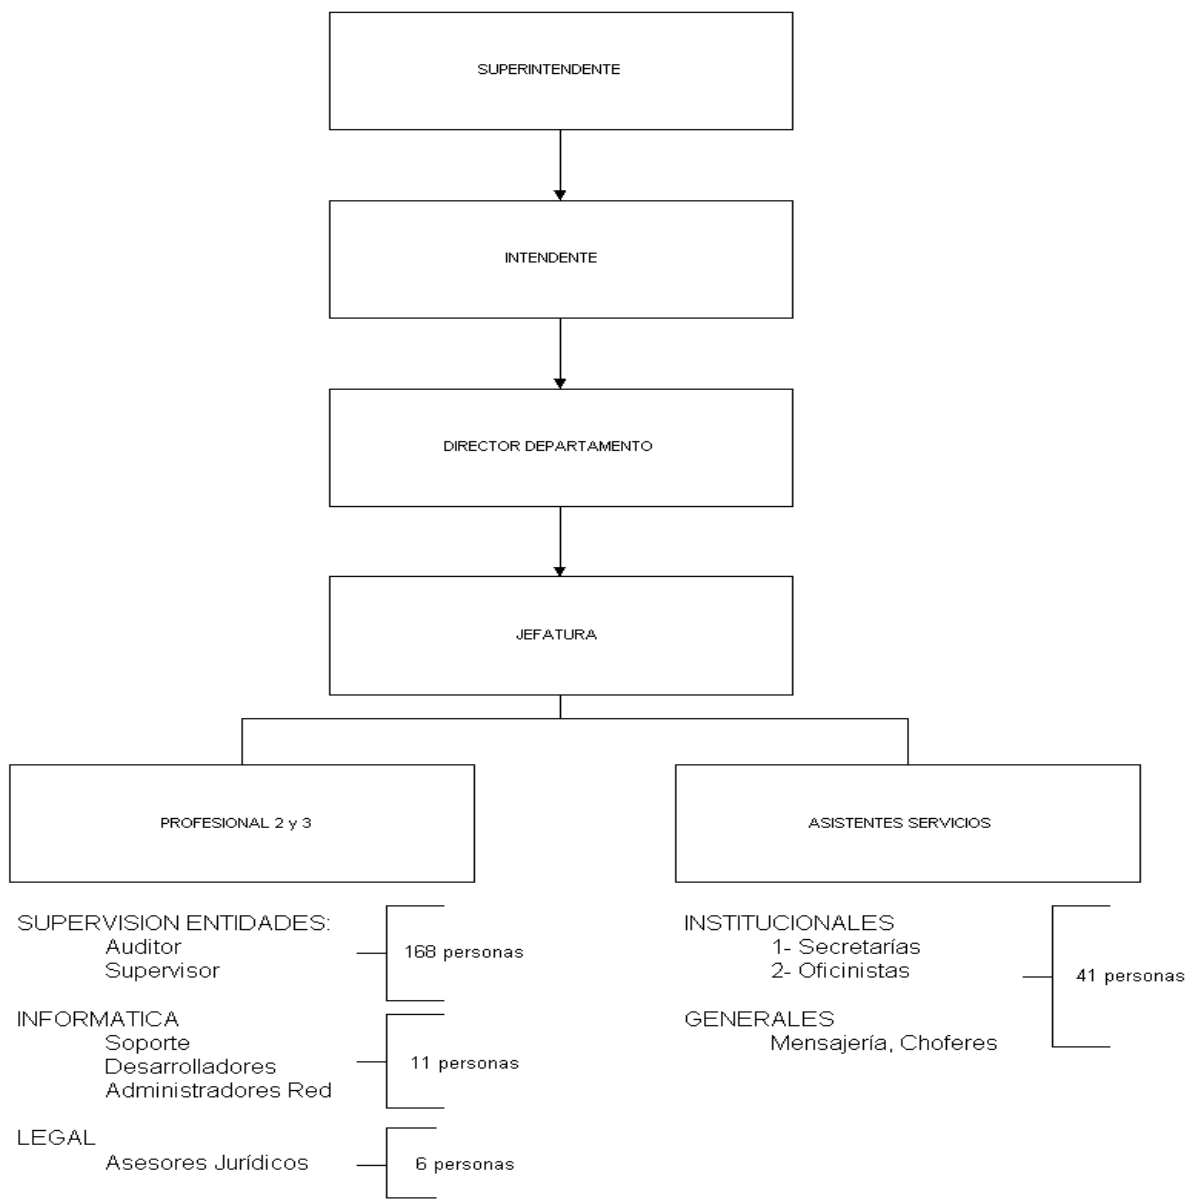 SUPERINTENDENTE
INTENDENTE
DIRECTOR DEPARTAMENTO
JEFATURA
PROFESIONAL 2 y 3
SUPERVISION ENTIDADES:
Auditor
Supervisor
168 personas
INFORMATICA
Soporte
Desarrolladores
Administradores Red
11 personas
LEGAL
Asesores Jurídicos
6 personas
ASISTENTES SERVICIOS
INSTITUCIONALES
1- Secretarías
2- Oficinistas
GENERALES
Mensajería, Choferes
41 personas